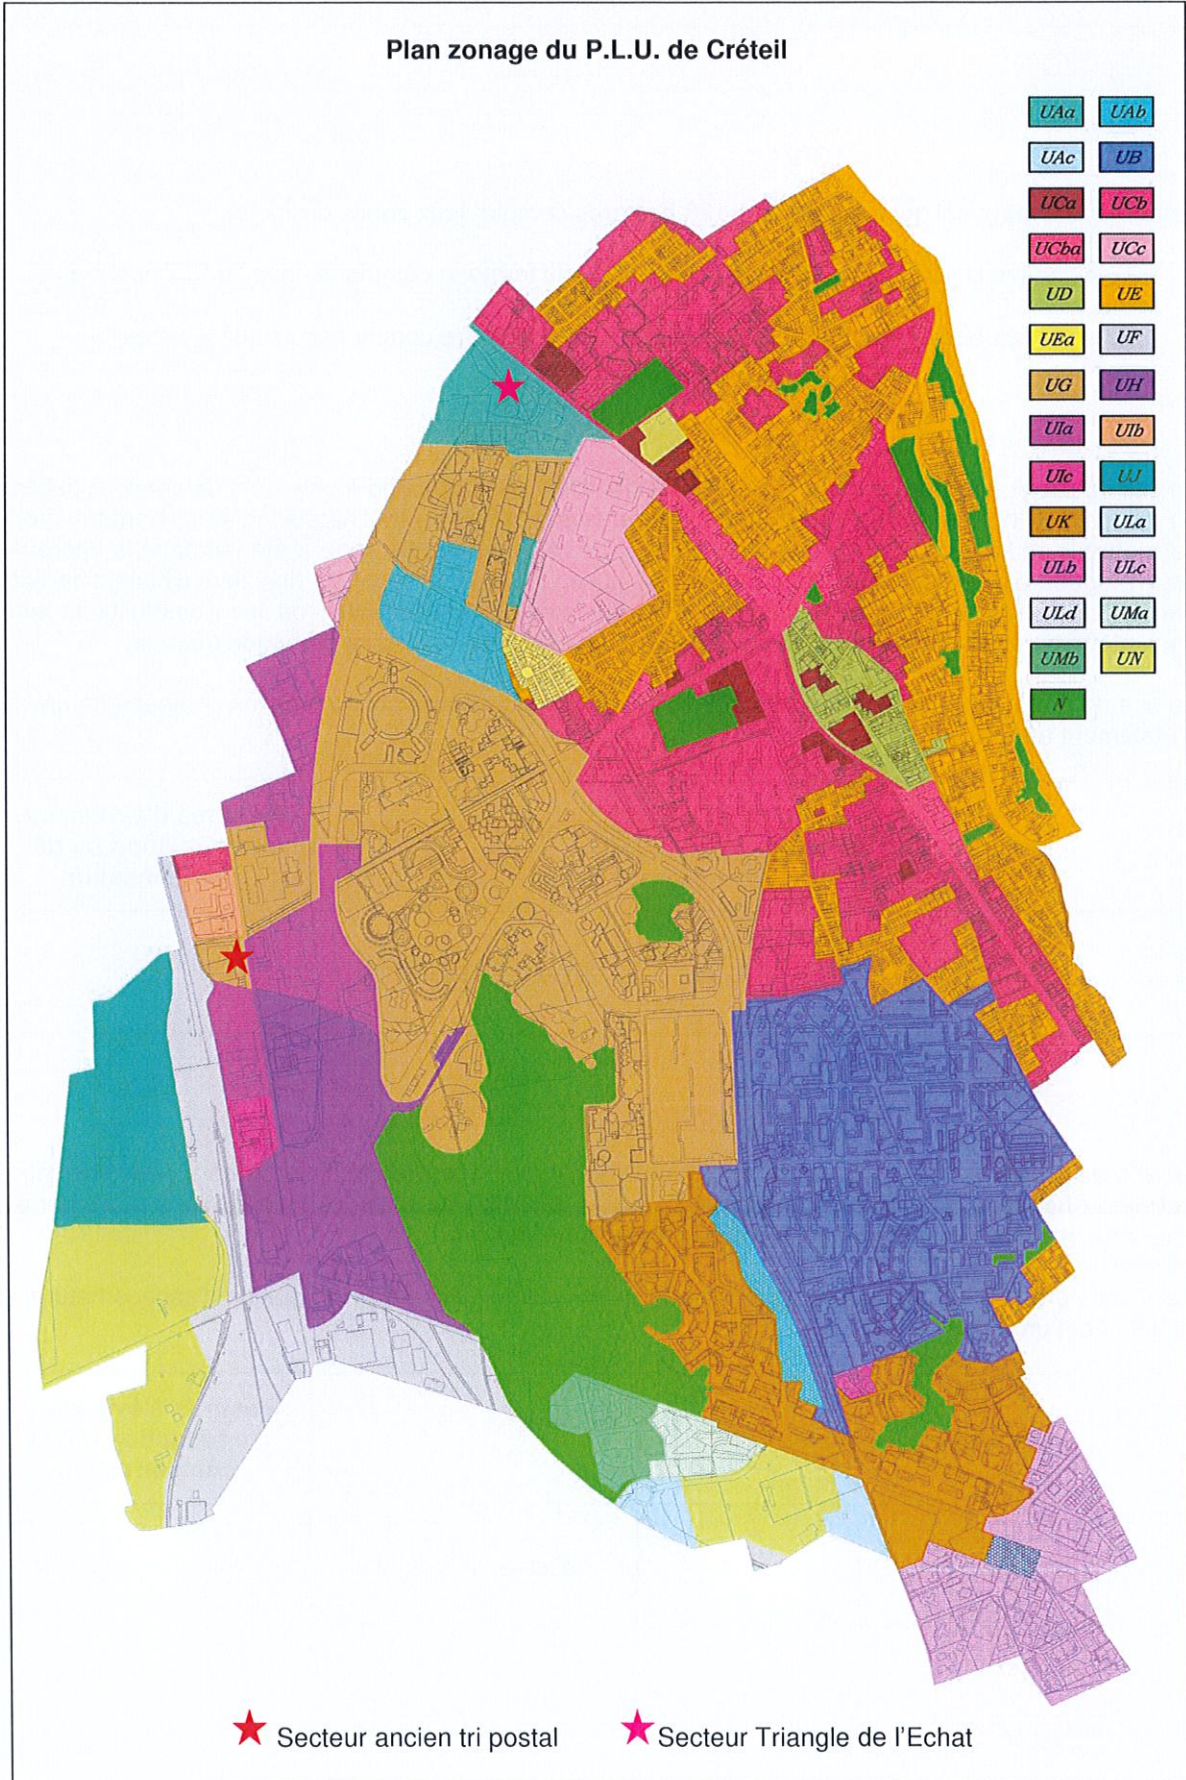 Plan zonage du P.L.U. de Créteil
UAa UAb
UAc UB
UCa UCb
UCba UCc
UD UE
UEa UF
UG UH
UIa UIb
UIc UJ
UK ULa
ULb ULc
ULd UMa
UMb UN
N
Secteur ancien tri postal
Secteur Triangle de l'Echat